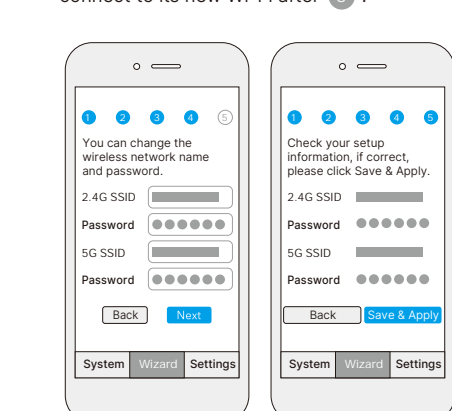 connect to its new Wi-Fi after 5 .
1 2 3 4 5
You can change the
wireless network name
and password.
2.4G SSID
Password
5G SSID
Password
Back Next
System Wizard Settings
1 2 3 4 5
Check your setup
information, if correct,
please click Save & Apply.
2.4G SSID
Password
5G SSID
Password
Back Save & Apply
System Wizard Settings